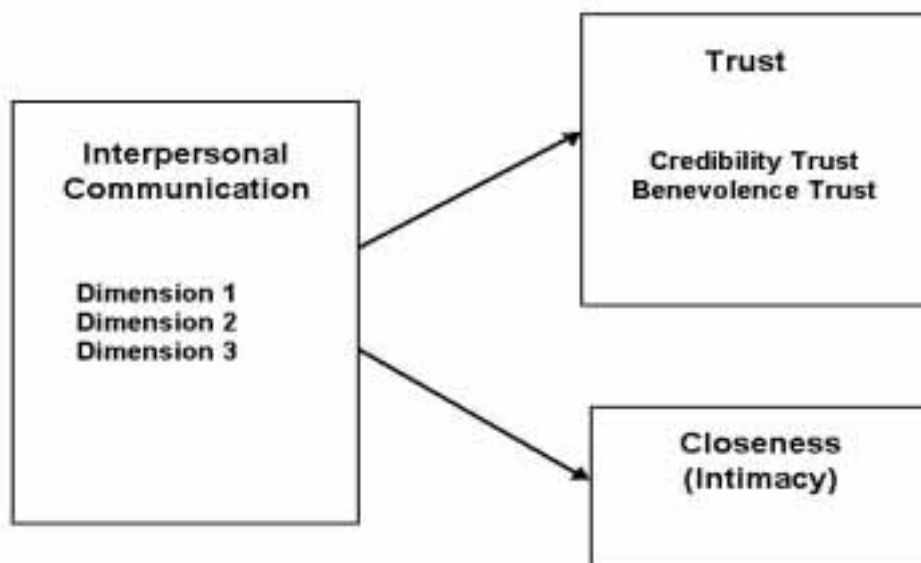 Interpersonal
Communication
Dimension 1
Dimension 2
Dimension 3
Trust
Credibility Trust
Benevolence Trust
Closeness
(Intimacy)